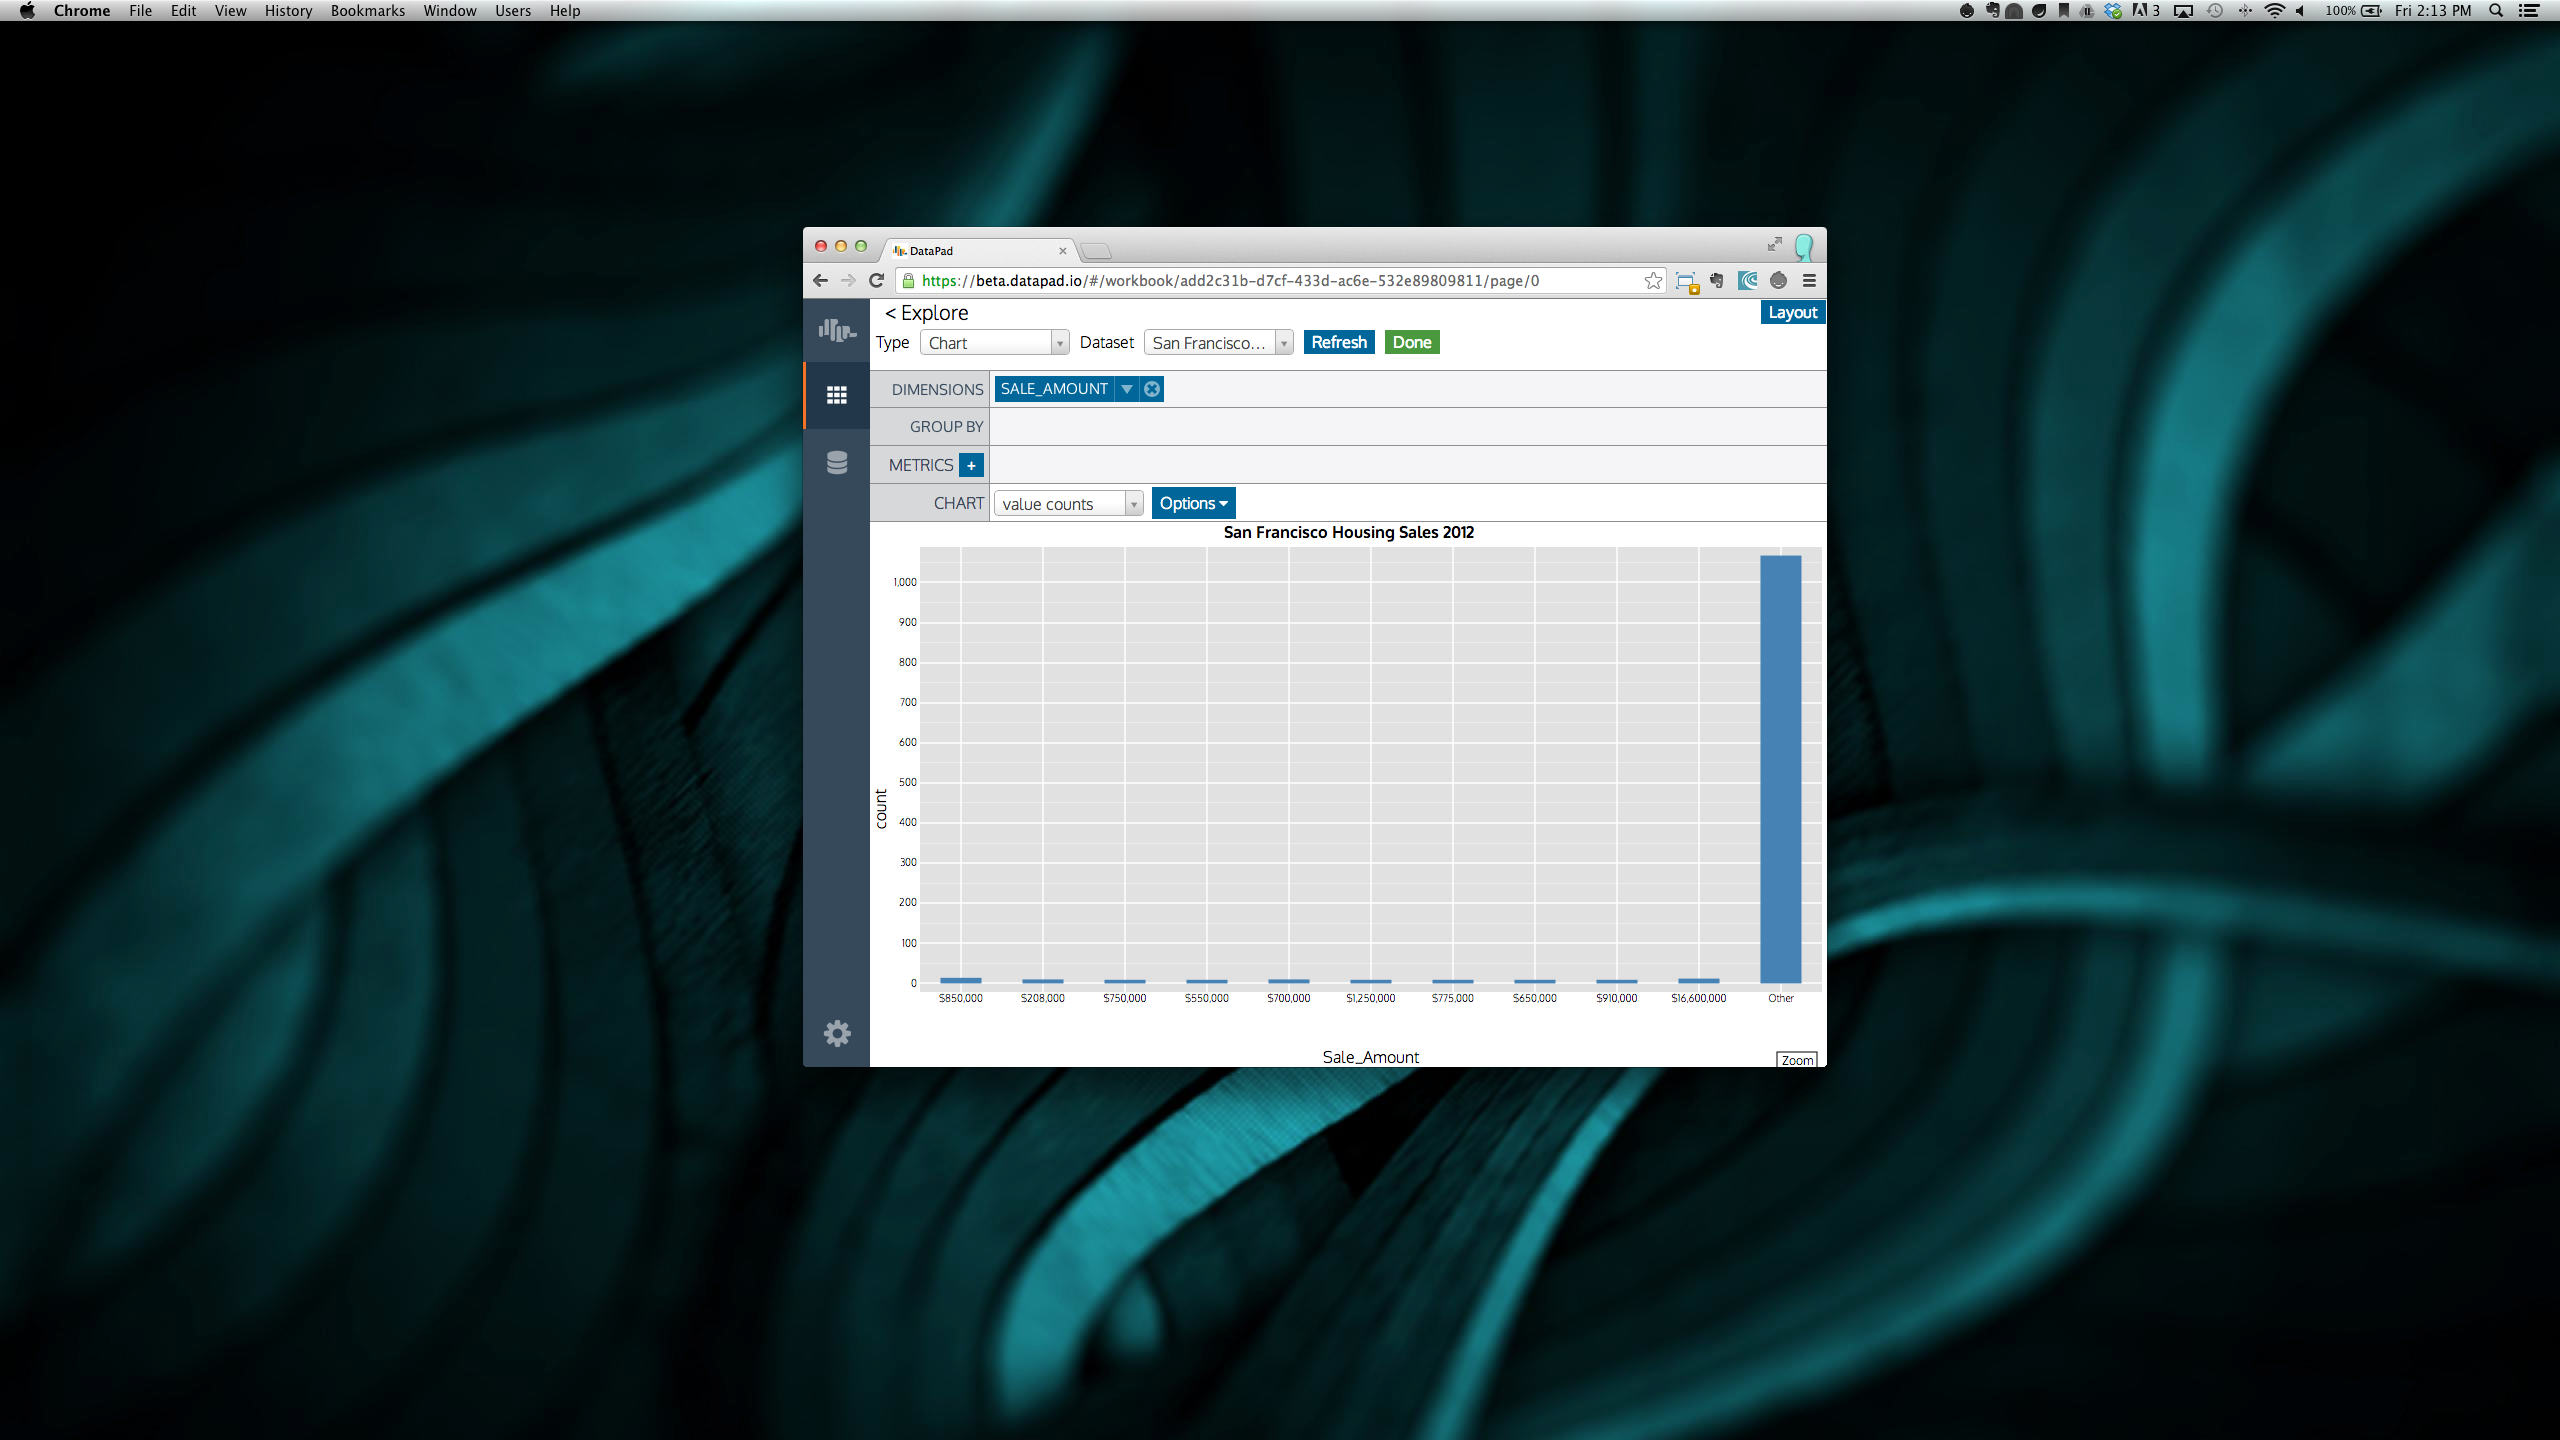 Chrome File Edit View History Bookmarks Window Users Help
3 100% Fri 2:13 PM
DataPad
https://beta.datapad.io/#/workbook/add2c31b-d7cf-433d-ac6e-532e89809811/page/0
< Explore
Layout
Type Chart Dataset San Francisco... Refresh Done
DIMENSIONS SALE_AMOUNT
GROUP BY
METRICS +
CHART value counts Options
San Francisco Housing Sales 2012
1,000
900
800
700
600
500
400
300
200
100
0
count
$850,000 $208,000 $750,000 $550,000 $700,000 $1,250,000 $775,000 $650,000 $910,000 $16,600,000 Other
Sale_Amount
Zoom